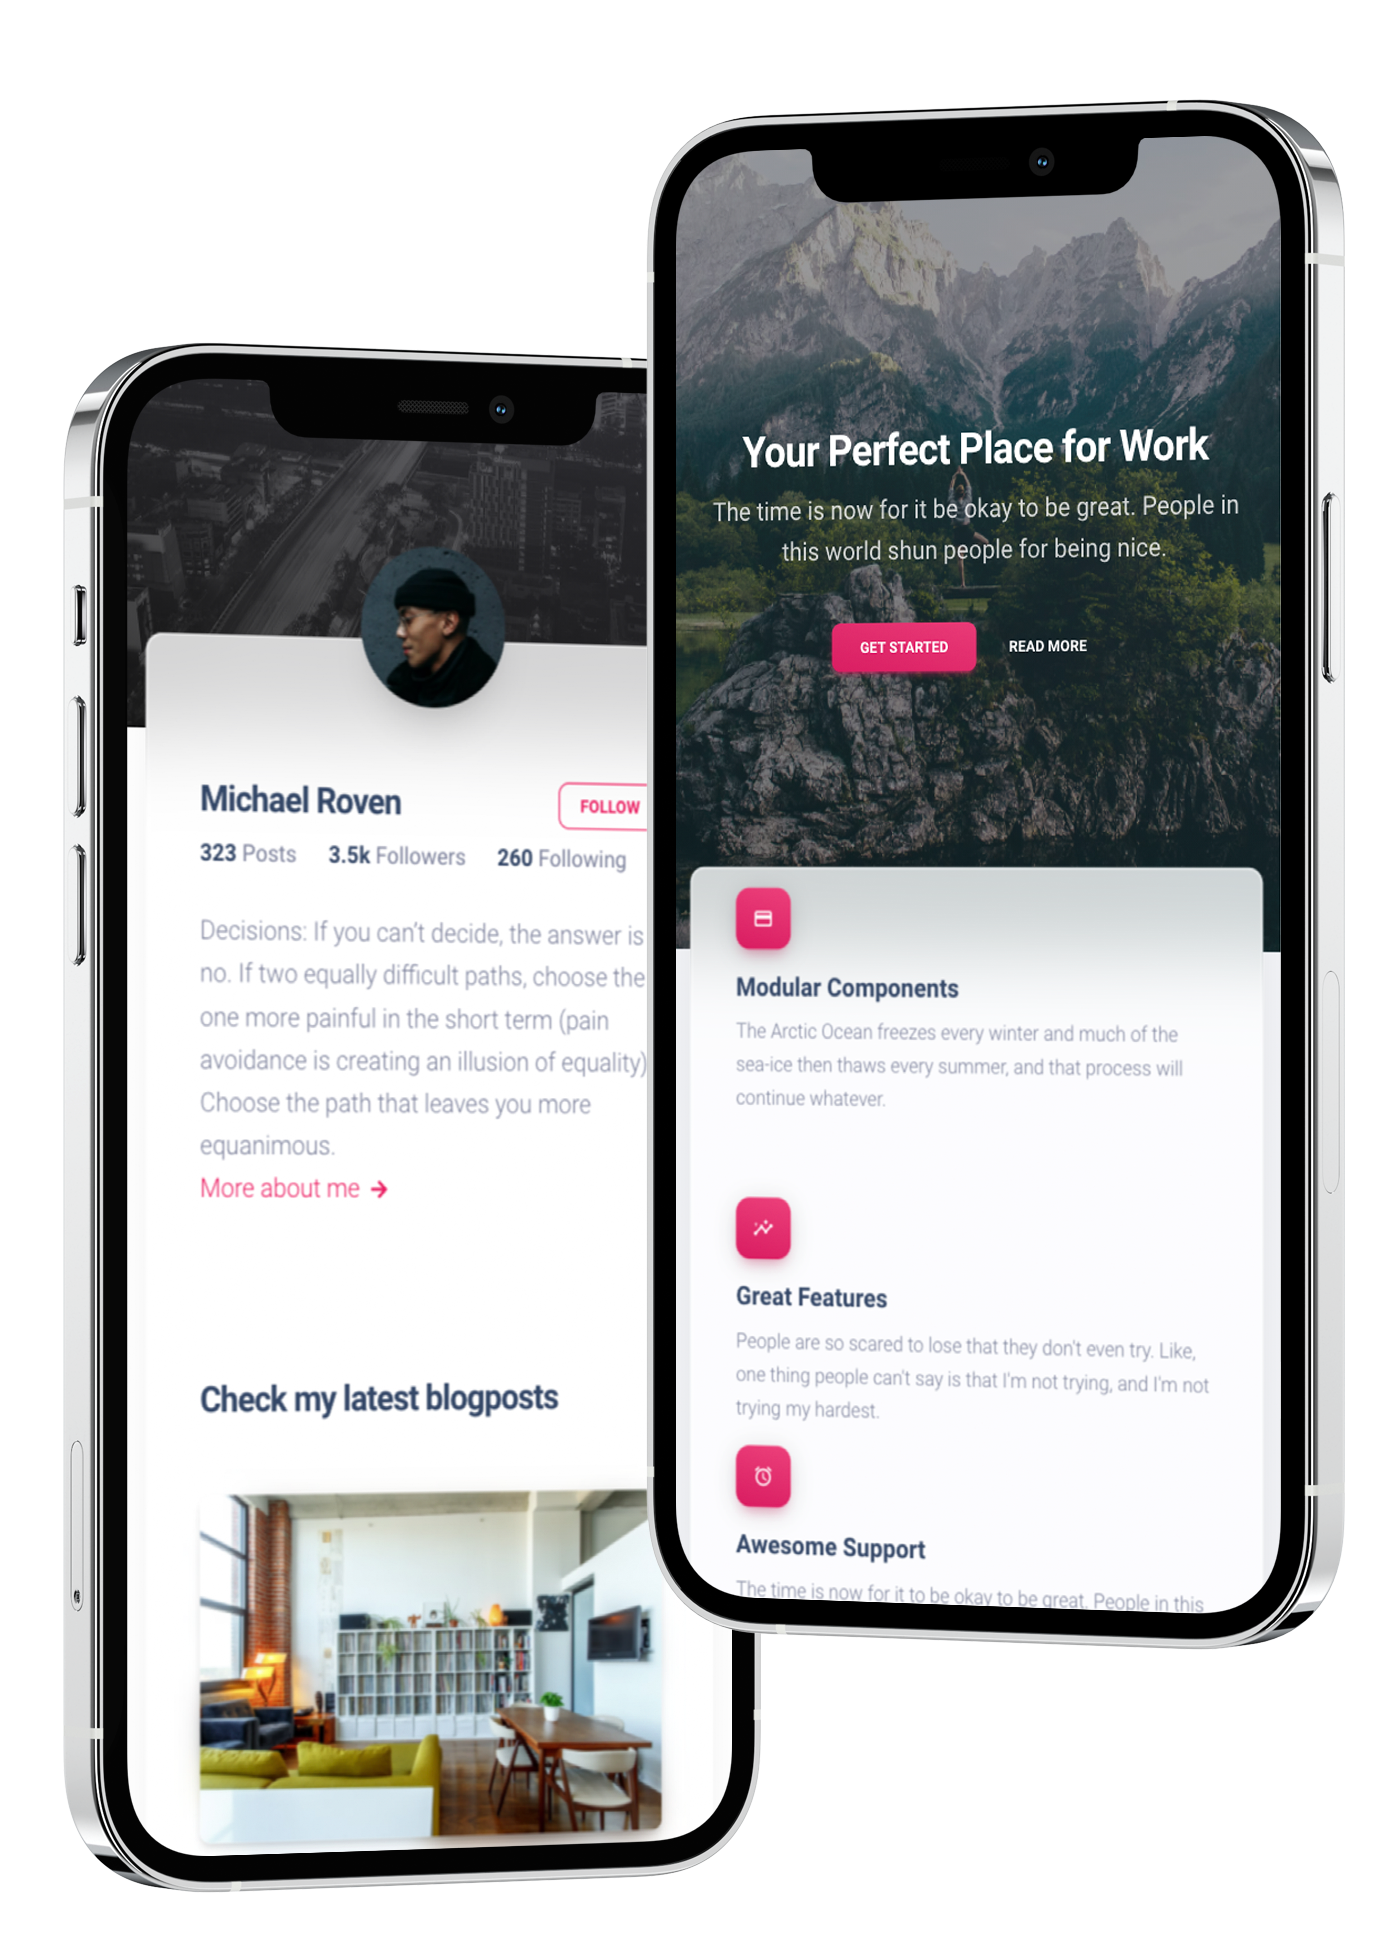 Michael Roven
FOLLOW
323 Posts 3.5k Followers 260 Following
Decisions: If you can't decide, the answer is
no. If two equally difficult paths, choose the
one more painful in the short term (pain
avoidance is creating an illusion of equality)
Choose the path that leaves you more
equanimous.
More about me →
Check my latest blogposts
Your Perfect Place for Work
The time is now for it be okay to be great. People in
this world shun people for being nice.
GET STARTED READ MORE
Modular Components
The Arctic Ocean freezes every winter and much of the
sea-ice then thaws every summer, and that process will
continue whatever.
Great Features
People are so scared to lose that they don't even try. Like,
one thing people can't say is that I'm not trying, and I'm not
trying my hardest.
Awesome Support
The time is now for it to be okay to be great. People in this